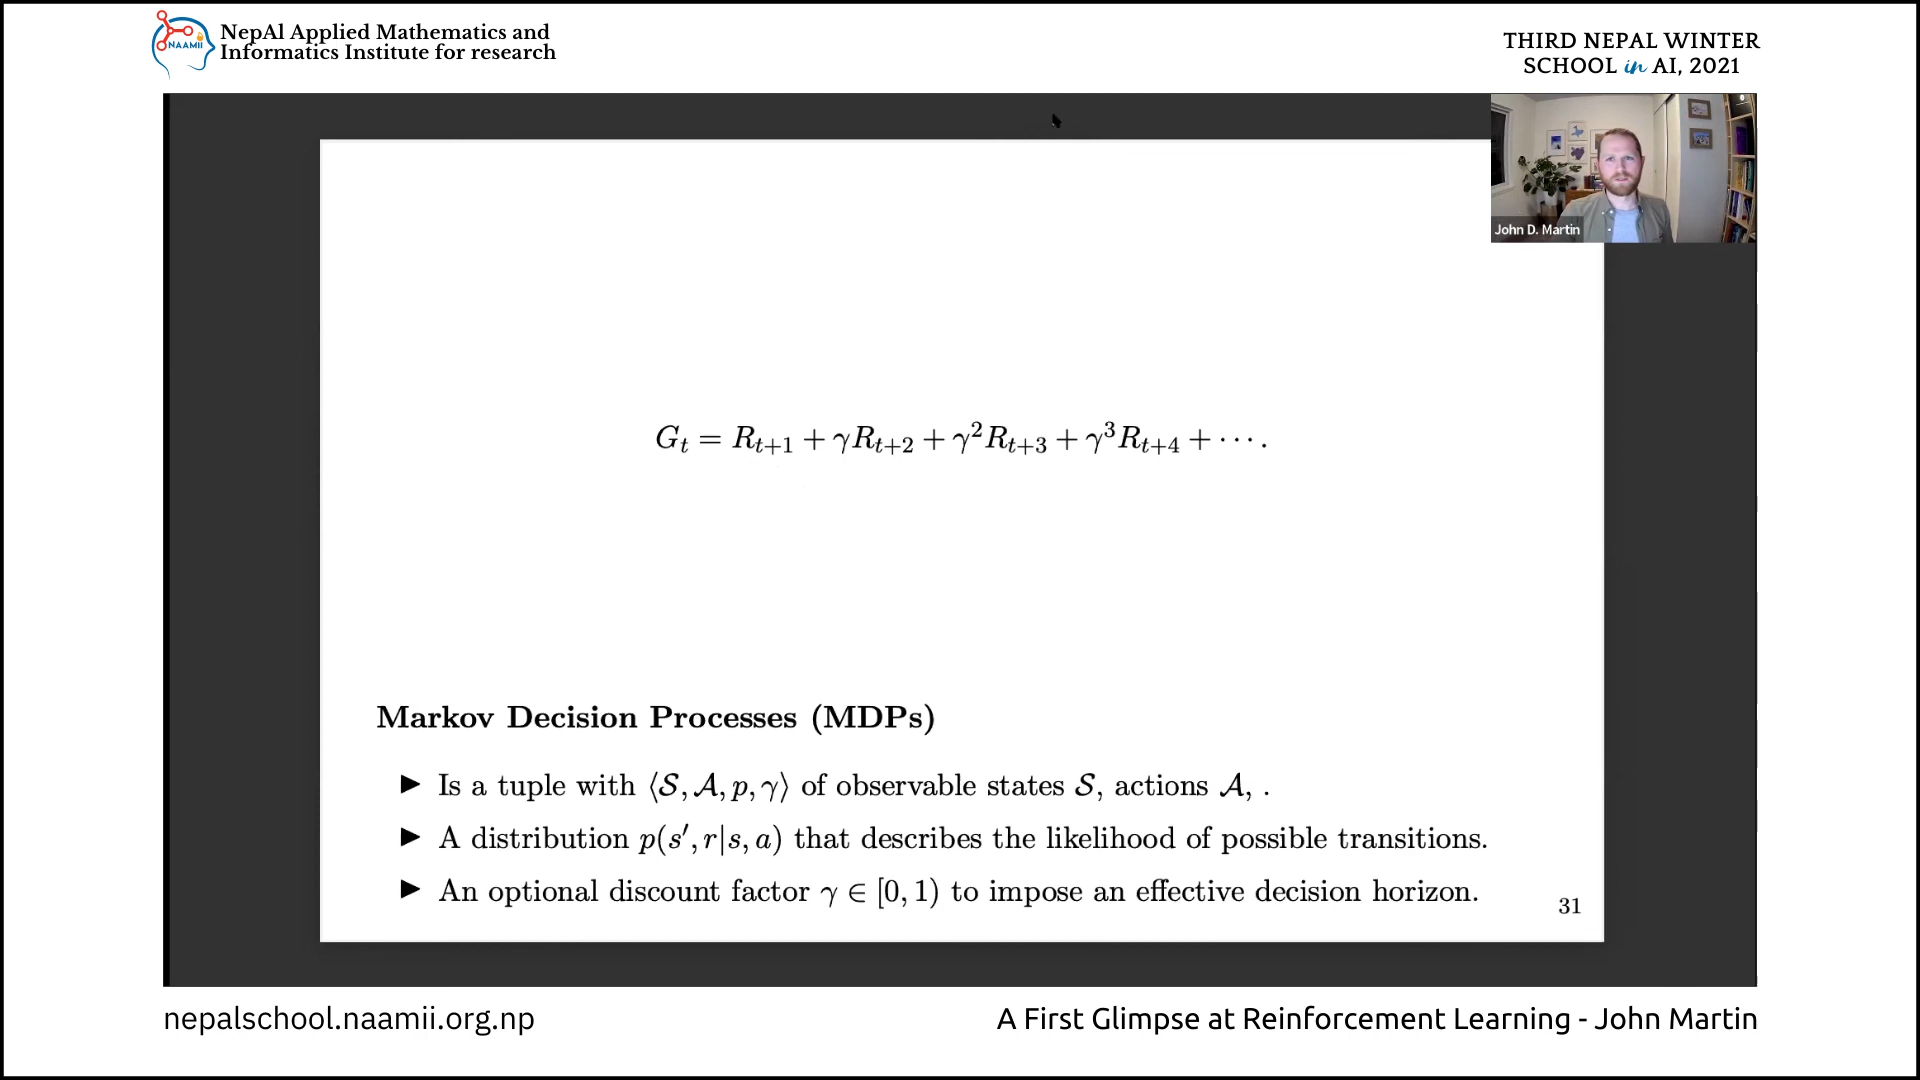 NAAMII
NepAl Applied Mathematics and
Informatics Institute for research
THIRD NEPAL WINTER
SCHOOL in AI, 2021
John D. Martin
G_t = R_{t+1} + γR_{t+2} + γ²R_{t+3} + γ³R_{t+4} + ⋯.
Markov Decision Processes (MDPs)
▶ Is a tuple with ⟨𝒮, 𝒜, p, γ⟩ of observable states 𝒮, actions 𝒜, .
▶ A distribution p(s′, r|s, a) that describes the likelihood of possible transitions.
▶ An optional discount factor γ ∈ [0, 1) to impose an effective decision horizon.
31
nepalschool.naamii.org.np
A First Glimpse at Reinforcement Learning - John Martin